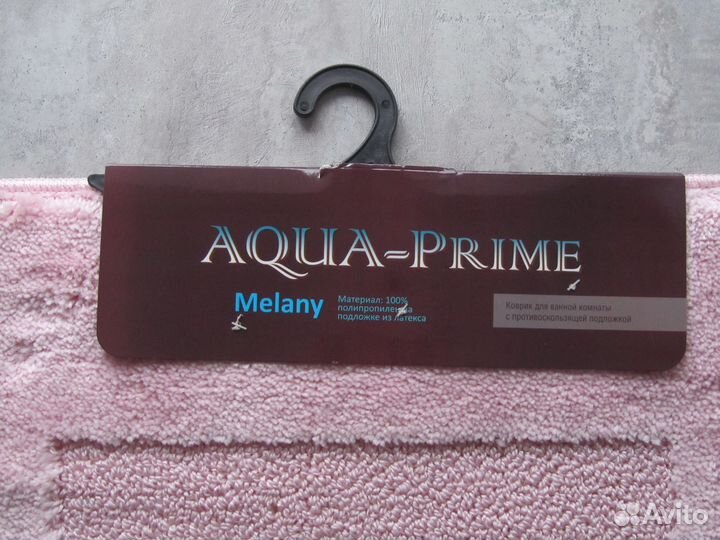 AQUA-PRIME
Melany
Материал: 100%
полипропилен на
подложке из латекса
Коврик для ванной комнаты
с противоскользящей подложкой
Avito